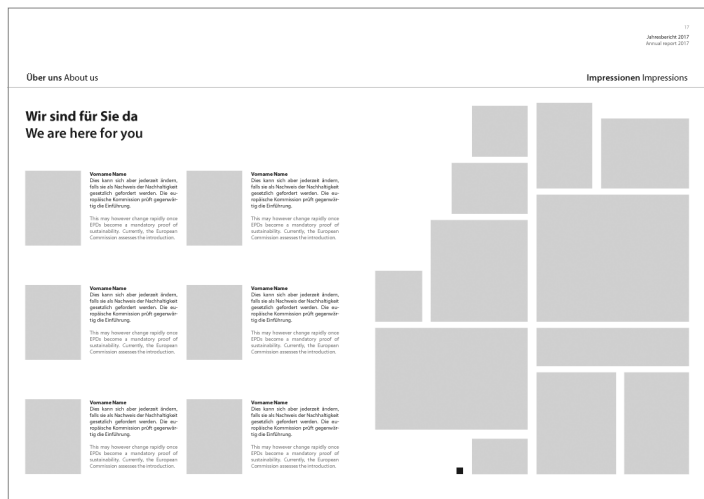 17
Jahresbericht 2017
Annual report 2017
Über uns About us
Impressionen Impressions
Wir sind für Sie da
We are here for you
Vorname Name
Dies kann sich aber jederzeit ändern,
falls sie als Nachweis der Nachhaltigkeit
gesetzlich gefordert werden. Die eu-
ropäische Kommission prüft gegenwär-
tig die Einführung.
This may however change rapidly once
EPDs become a mandatory proof of
sustainability. Currently, the European
Commission assesses the introduction.
Vorname Name
Dies kann sich aber jederzeit ändern,
falls sie als Nachweis der Nachhaltigkeit
gesetzlich gefordert werden. Die eu-
ropäische Kommission prüft gegenwär-
tig die Einführung.
This may however change rapidly once
EPDs become a mandatory proof of
sustainability. Currently, the European
Commission assesses the introduction.
Vorname Name
Dies kann sich aber jederzeit ändern,
falls sie als Nachweis der Nachhaltigkeit
gesetzlich gefordert werden. Die eu-
ropäische Kommission prüft gegenwär-
tig die Einführung.
This may however change rapidly once
EPDs become a mandatory proof of
sustainability. Currently, the European
Commission assesses the introduction.
Vorname Name
Dies kann sich aber jederzeit ändern,
falls sie als Nachweis der Nachhaltigkeit
gesetzlich gefordert werden. Die eu-
ropäische Kommission prüft gegenwär-
tig die Einführung.
This may however change rapidly once
EPDs become a mandatory proof of
sustainability. Currently, the European
Commission assesses the introduction.
Vorname Name
Dies kann sich aber jederzeit ändern,
falls sie als Nachweis der Nachhaltigkeit
gesetzlich gefordert werden. Die eu-
ropäische Kommission prüft gegenwär-
tig die Einführung.
This may however change rapidly once
EPDs become a mandatory proof of
sustainability. Currently, the European
Commission assesses the introduction.
Vorname Name
Dies kann sich aber jederzeit ändern,
falls sie als Nachweis der Nachhaltigkeit
gesetzlich gefordert werden. Die eu-
ropäische Kommission prüft gegenwär-
tig die Einführung.
This may however change rapidly once
EPDs become a mandatory proof of
sustainability. Currently, the European
Commission assesses the introduction.